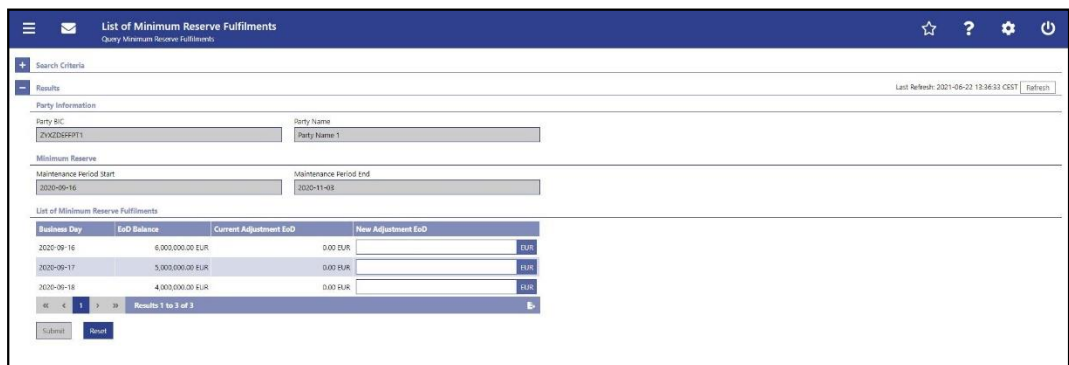 List of Minimum Reserve Fulfilments
Query Minimum Reserve Fulfilments
Search Criteria
Results Last Refresh: 2021-06-22 13:36:33 CEST Refresh
Party Information
Party BIC Party Name
ZYXZDEFFPT1 Party Name 1
Minimum Reserve
Maintenance Period Start Maintenance Period End
2020-09-16 2020-11-03
List of Minimum Reserve Fulfilments
Business Day EoD Balance Current Adjustment EoD New Adjustment EoD
2020-09-16 6,000,000.00 EUR 0.00 EUR EUR
2020-09-17 5,000,000.00 EUR 0.00 EUR EUR
2020-09-18 4,000,000.00 EUR 0.00 EUR EUR
« < 1 > » Results 1 to 3 of 3
Submit Reset